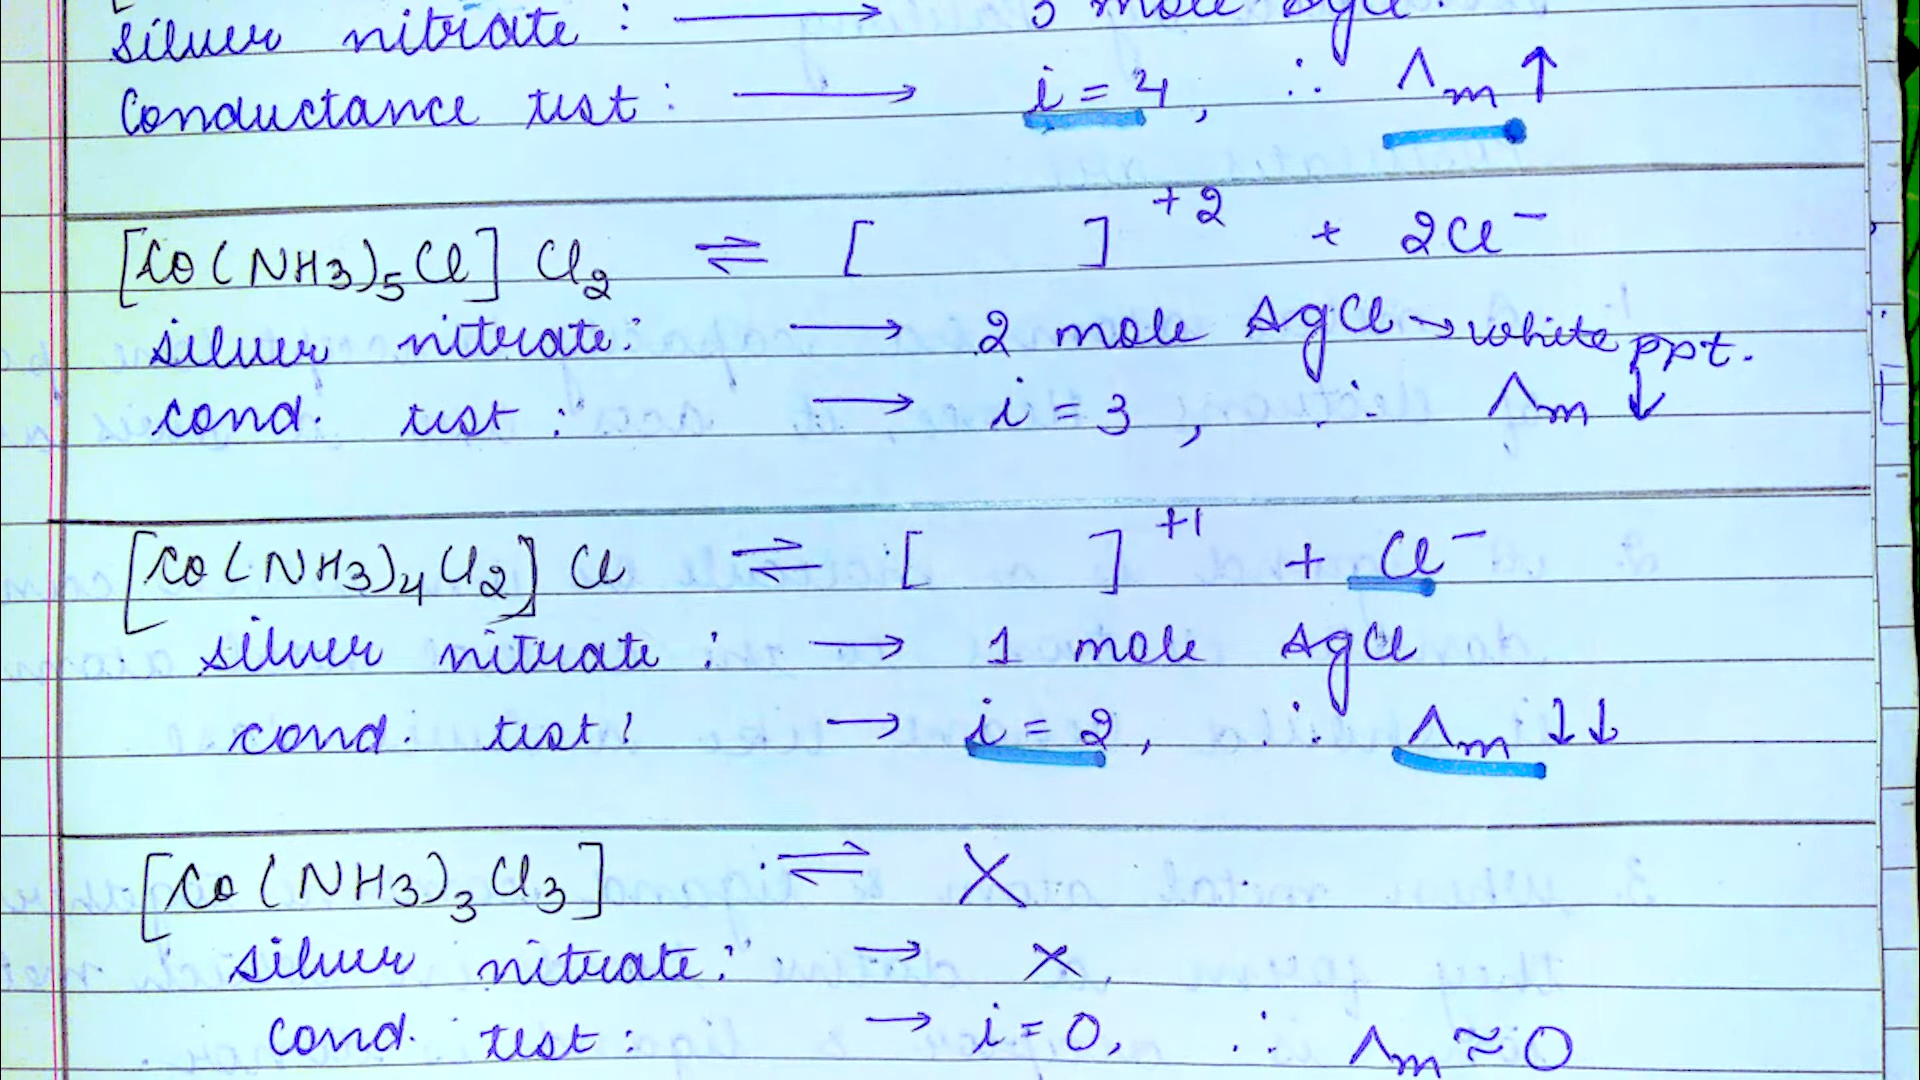 silver nitrate : ⟶ 3 mole AgCl.
Conductance test : ⟶ i = 4, ∴ Λm ↑
[Co(NH3)5Cl] Cl2 ⇌ [ ]+2 + 2Cl−
silver nitrate: ⟶ 2 mole AgCl → white ppt.
cond. test : ⟶ i = 3, ∴ Λm ↓
[Co(NH3)4Cl2] Cl ⇌ [ ]+1 + Cl−
silver nitrate : → 1 mole AgCl
cond. test : → i = 2, ∴ Λm ↓↓
[Co(NH3)3Cl3] ⇌ X
silver nitrate: → X
cond. test : → i = 0, ∴ Λm ≈ 0